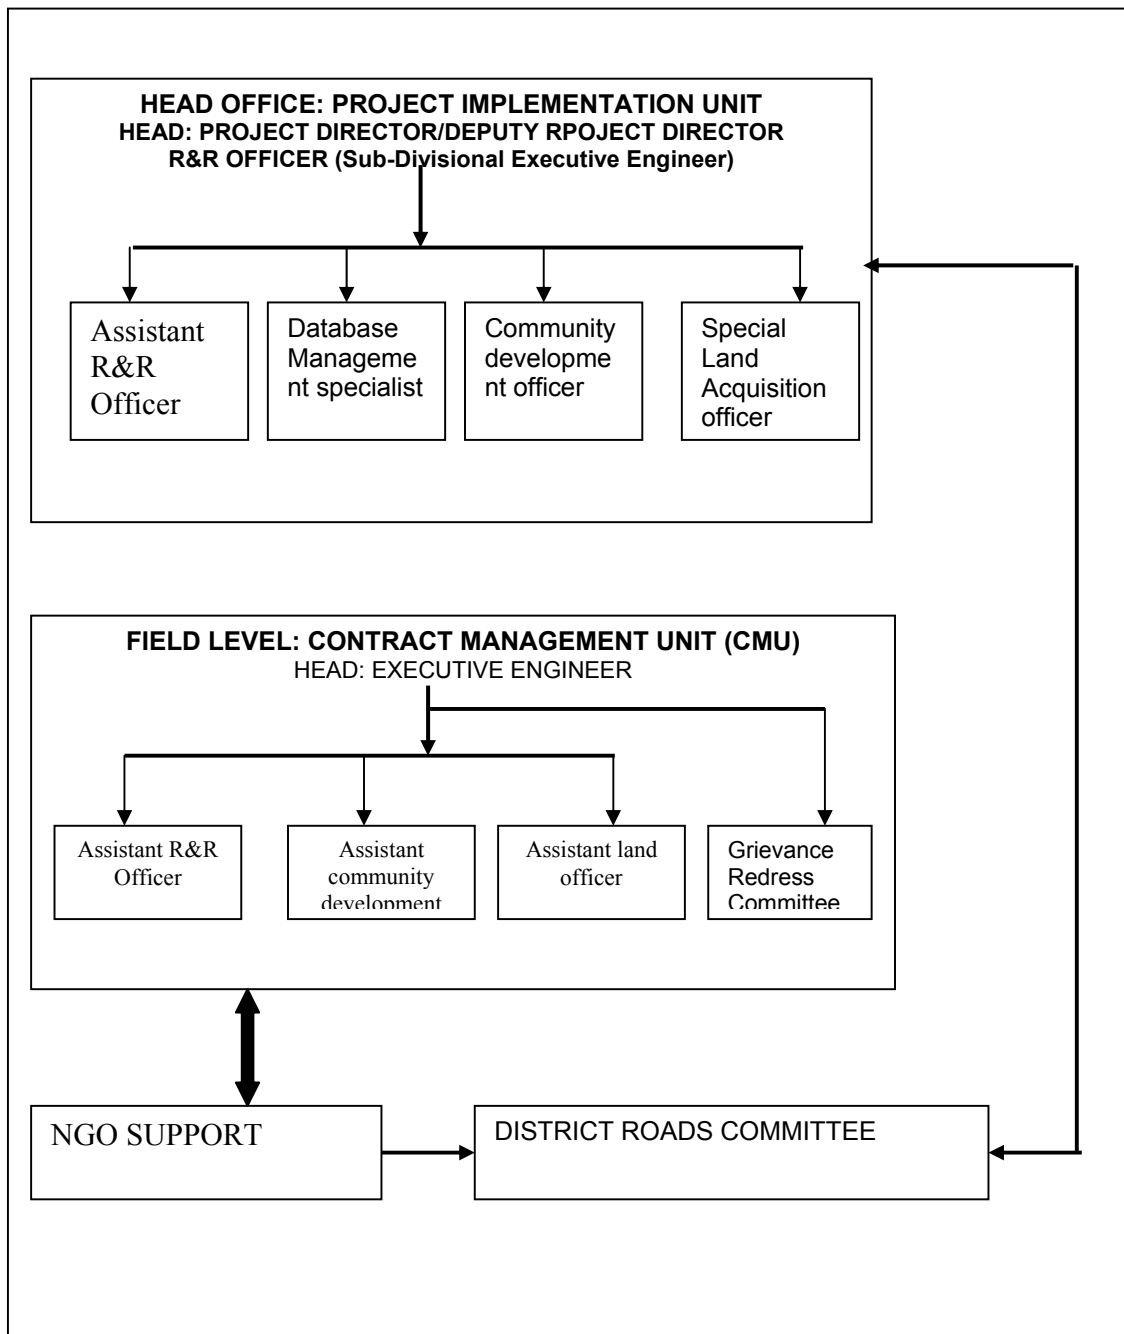 HEAD OFFICE: PROJECT IMPLEMENTATION UNIT
HEAD: PROJECT DIRECTOR/DEPUTY RPOJECT DIRECTOR
R&R OFFICER (Sub-Divisional Executive Engineer)
Assistant
R&R
Officer
Database
Manageme
nt specialist
Community
developme
nt officer
Special
Land
Acquisition
officer
FIELD LEVEL: CONTRACT MANAGEMENT UNIT (CMU)
HEAD: EXECUTIVE ENGINEER
Assistant R&R
Officer
Assistant
community
development
Assistant land
officer
Grievance
Redress
Committee
NGO SUPPORT
DISTRICT ROADS COMMITTEE